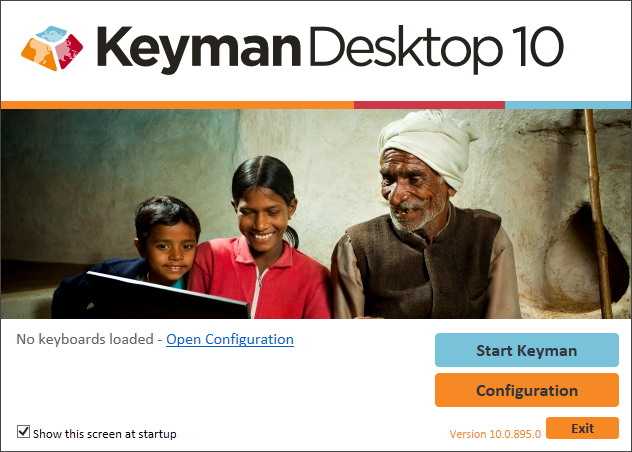 Keyman Desktop 10
No keyboards loaded - Open Configuration
Start Keyman
Configuration
Show this screen at startup
Version 10.0.895.0
Exit